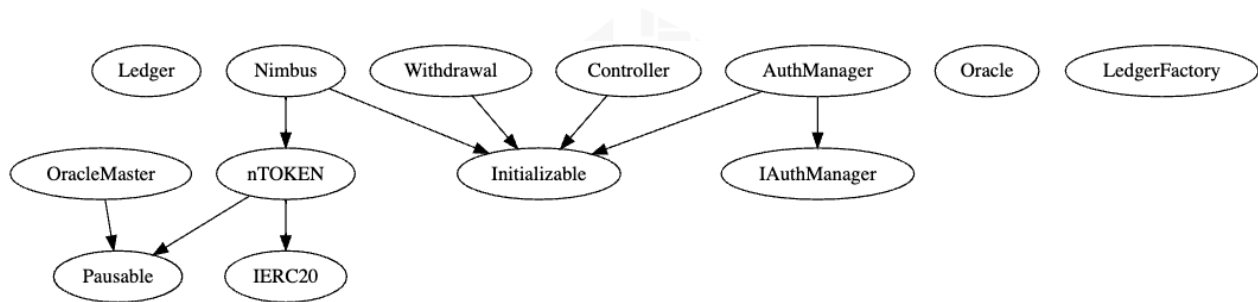 Ledger
Nimbus
Withdrawal
Controller
AuthManager
Oracle
LedgerFactory
OracleMaster
nTOKEN
Initializable
IAuthManager
Pausable
IERC20